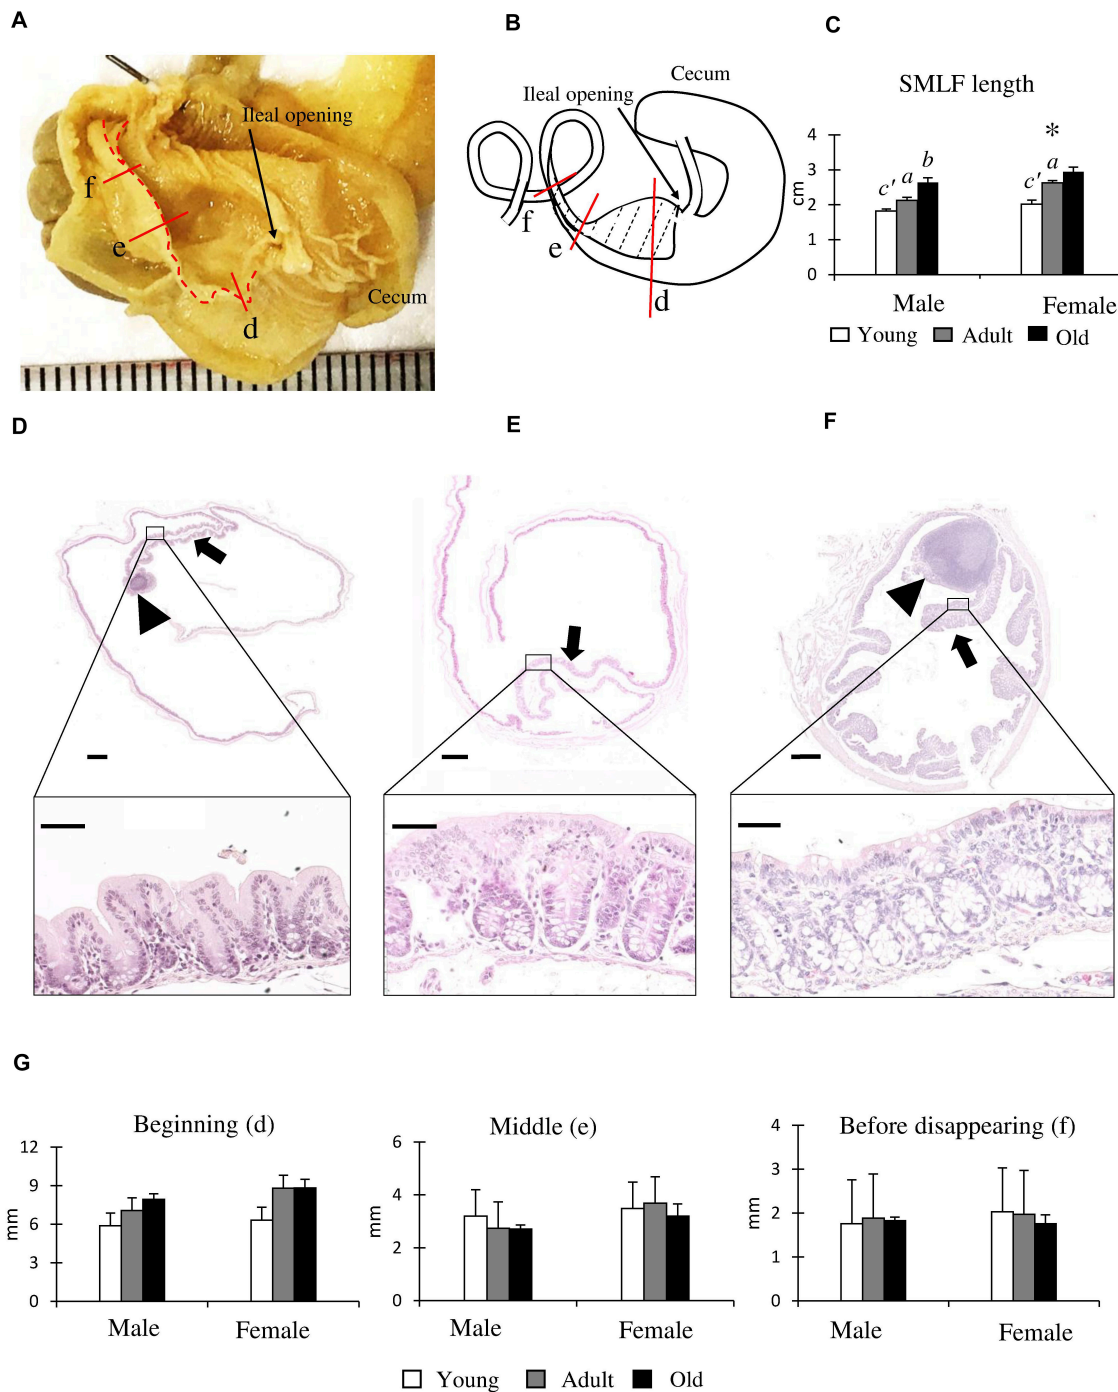 A
Ileal opening
f
e
d
Cecum
B
Cecum
Ileal opening
f
e
d
C
SMLF length
4
3
2
1
0
cm
c' a b
*
c' a
Male Female
Young Adult Old
D
E
F
G
Beginning (d)
12
9
6
3
0
mm
Male Female
Middle (e)
6
4
2
0
mm
Male Female
Before disappearing (f)
4
3
2
1
0
mm
Male Female
Young Adult Old